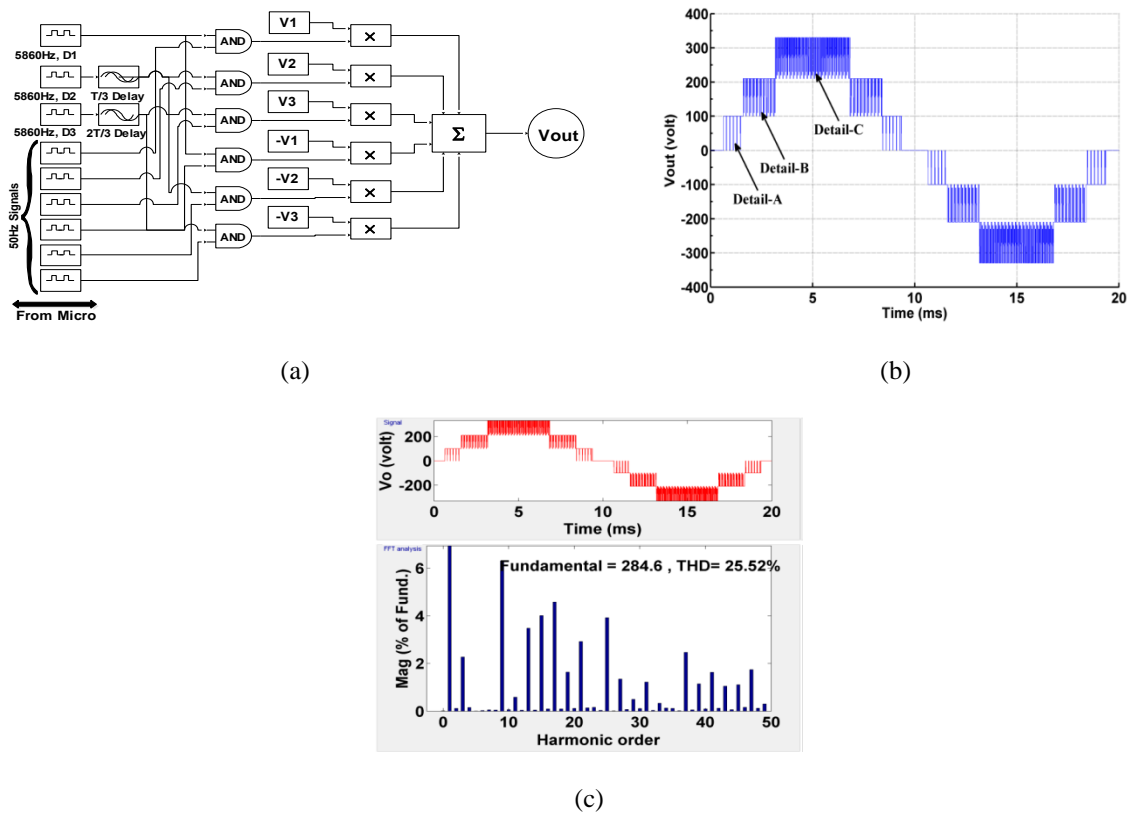 5860Hz, D1
5860Hz, D2
T/3 Delay
5860Hz, D3
2T/3 Delay
50Hz Signals
From Micro
AND
AND
AND
AND
AND
AND
V1
V2
V3
-V1
-V2
-V3
×
×
×
×
×
×
Σ
Vout
(a)
Vout (volt)
400
300
200
100
0
-100
-200
-300
-400
Detail-C
Detail-B
Detail-A
0 5 10 15 20
Time (ms)
(b)
Signal
Vo (volt)
200
0
-200
0 5 10 15 20
Time (ms)
FFT analysis
Fundamental = 284.6 , THD= 25.52%
Mag (% of Fund.)
6
4
2
0
0 10 20 30 40 50
Harmonic order
(c)